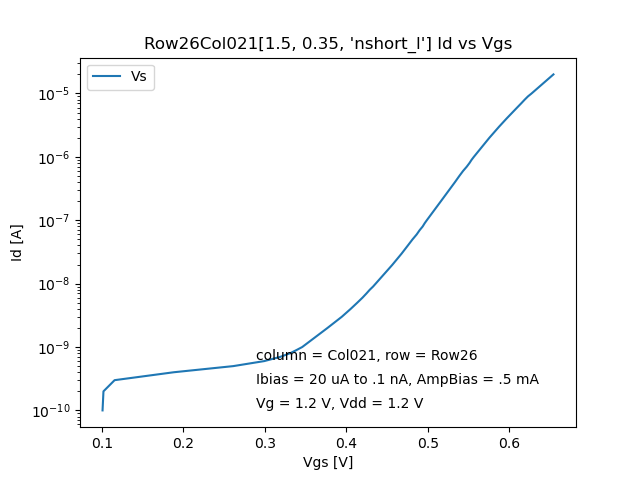 Row26Col021[1.5, 0.35, 'nshort_l'] Id vs Vgs
Vs
Id [A]
10^-5
10^-6
10^-7
10^-8
10^-9
10^-10
column = Col021, row = Row26
Ibias = 20 uA to .1 nA, AmpBias = .5 mA
Vg = 1.2 V, Vdd = 1.2 V
0.1 0.2 0.3 0.4 0.5 0.6
Vgs [V]